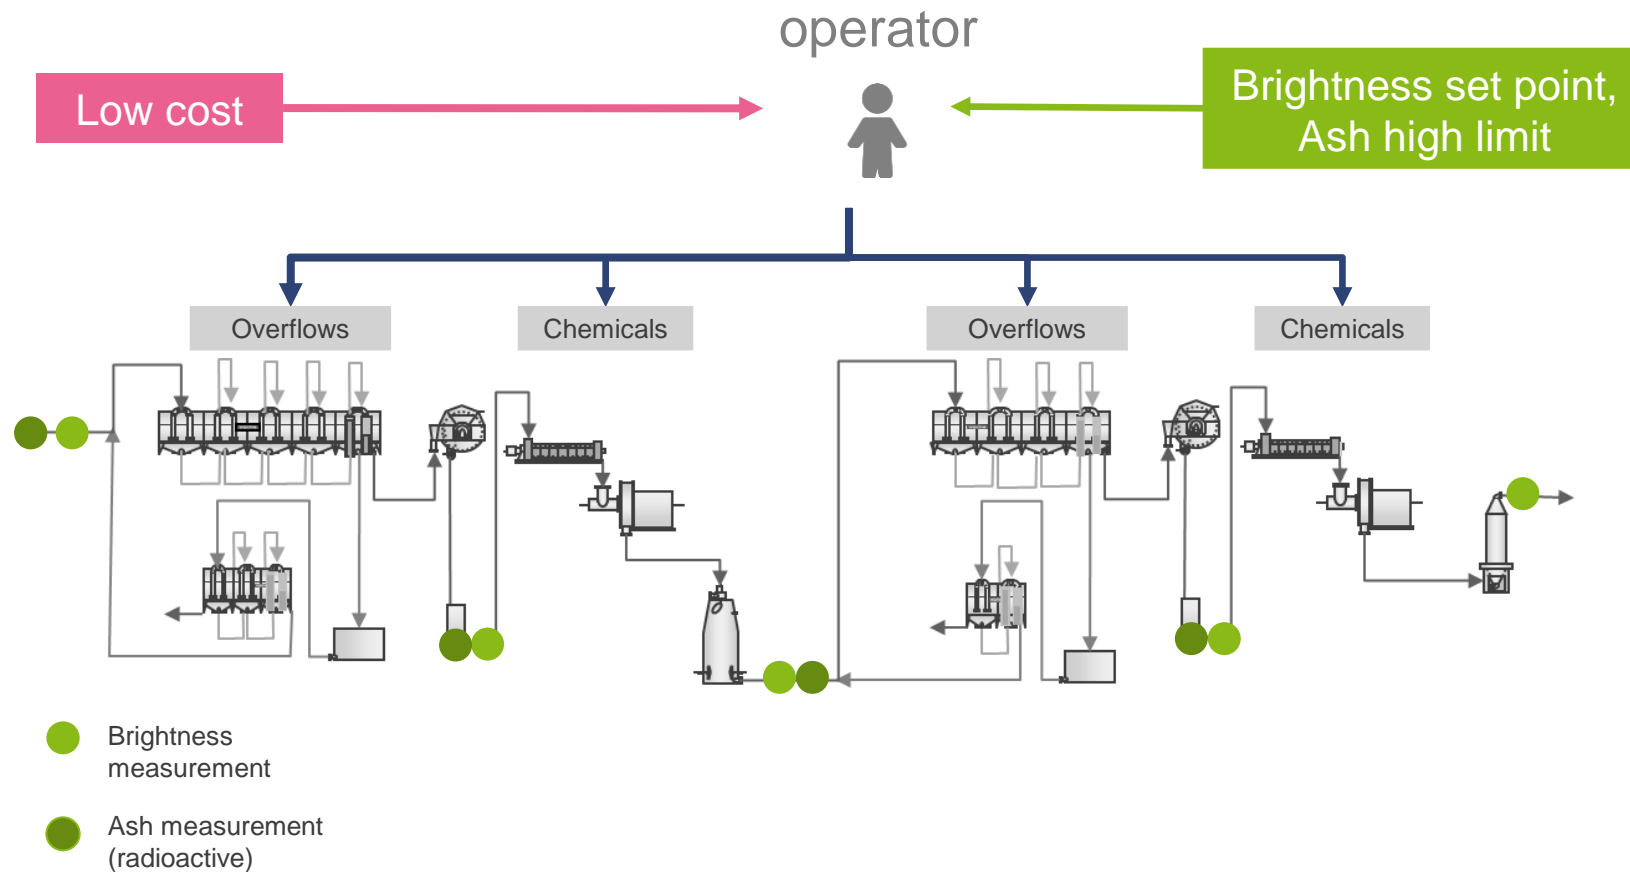 operator
Low cost
Brightness set point,
Ash high limit
Overflows
Chemicals
Overflows
Chemicals
Brightness
measurement
Ash measurement
(radioactive)